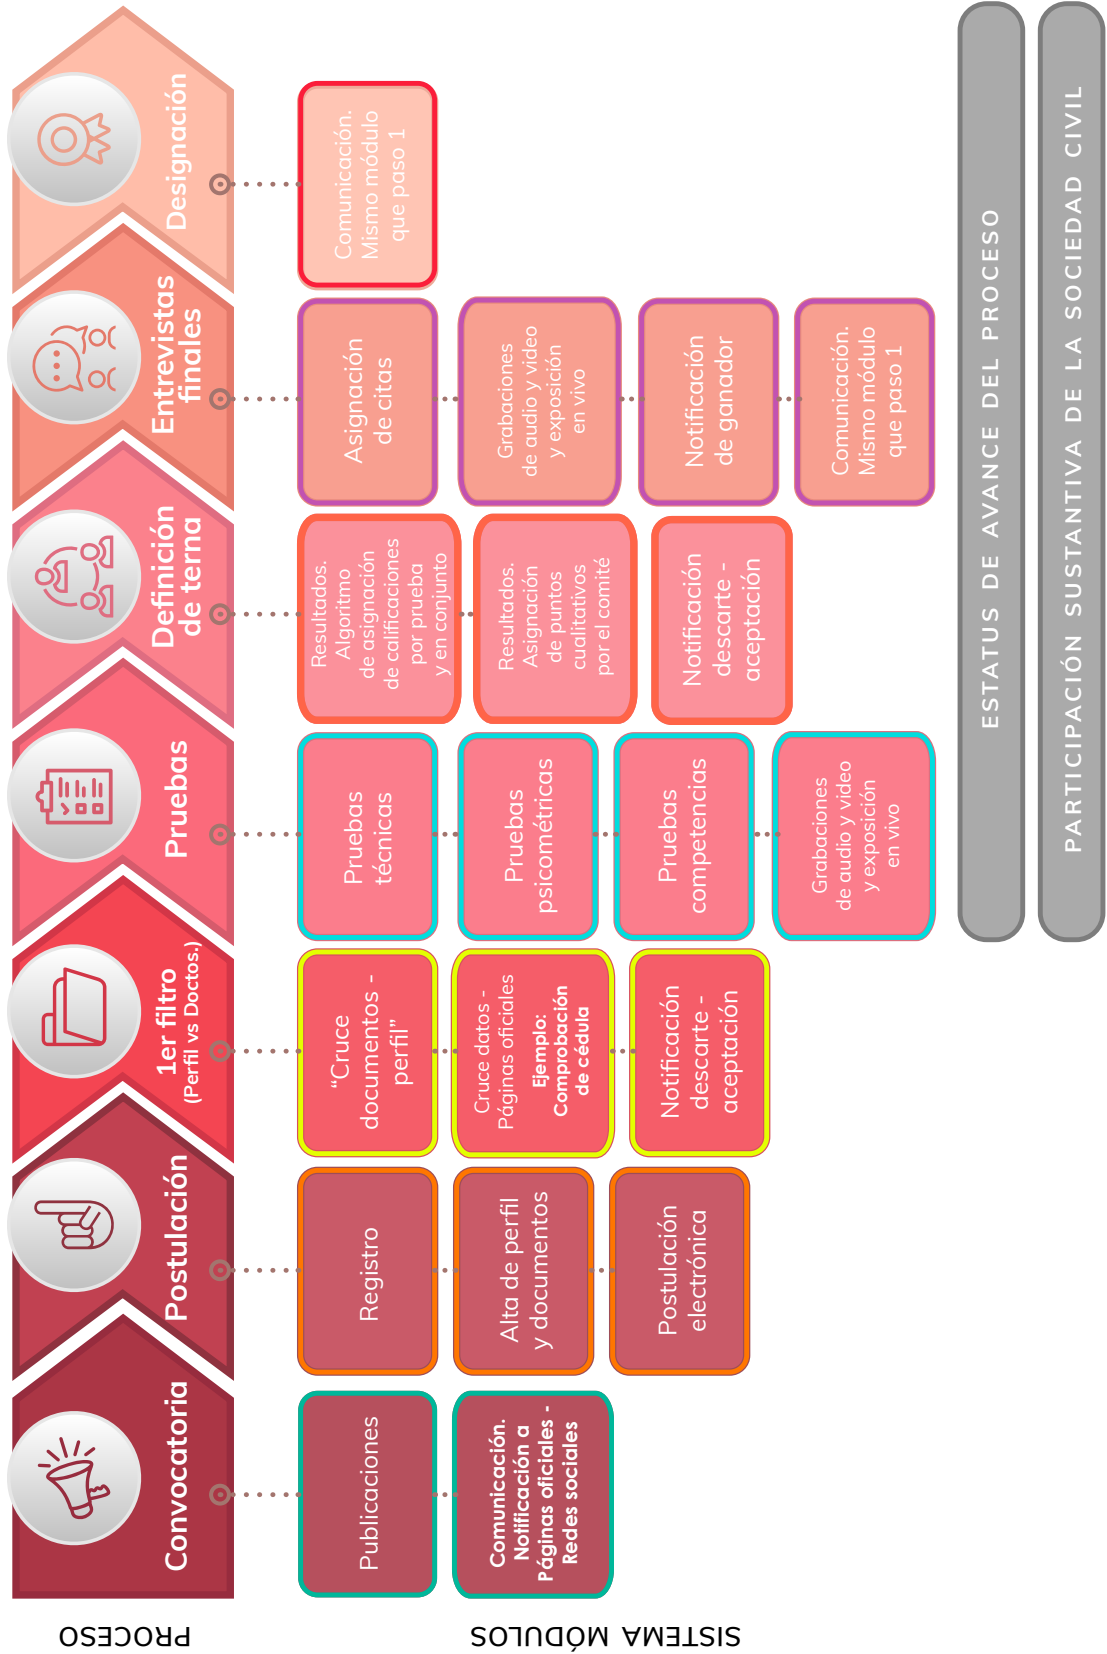 PROCESO
Convocatoria
Postulación
1er filtro
(Perfil vs Doctos.)
Pruebas
Definición
de terna
Entrevistas
finales
Designación
SISTEMA MÓDULOS
Publicaciones
Comunicación.
Notificación a
Páginas oficiales -
Redes sociales
Registro
Alta de perfil
y documentos
Postulación
electrónica
“Cruce
documentos -
perfil”
Cruce datos -
Páginas oficiales
Ejemplo:
Comprobación
de cédula
Notificación
descarte -
aceptación
Pruebas
técnicas
Pruebas
psicométricas
Pruebas
competencias
Grabaciones
de audio y video
y exposición
en vivo
Resultados.
Algoritmo
de asignación
de calificaciones
por prueba
y en conjunto
Resultados.
Asignación
de puntos
cualitativos
por el comité
Notificación
descarte -
aceptación
Asignación
de citas
Grabaciones
de audio y video
y exposición
en vivo
Notificación
de ganador
Comunicación.
Mismo módulo
que paso 1
Comunicación.
Mismo módulo
que paso 1
ESTATUS DE AVANCE DEL PROCESO
PARTICIPACIÓN SUSTANTIVA DE LA SOCIEDAD CIVIL